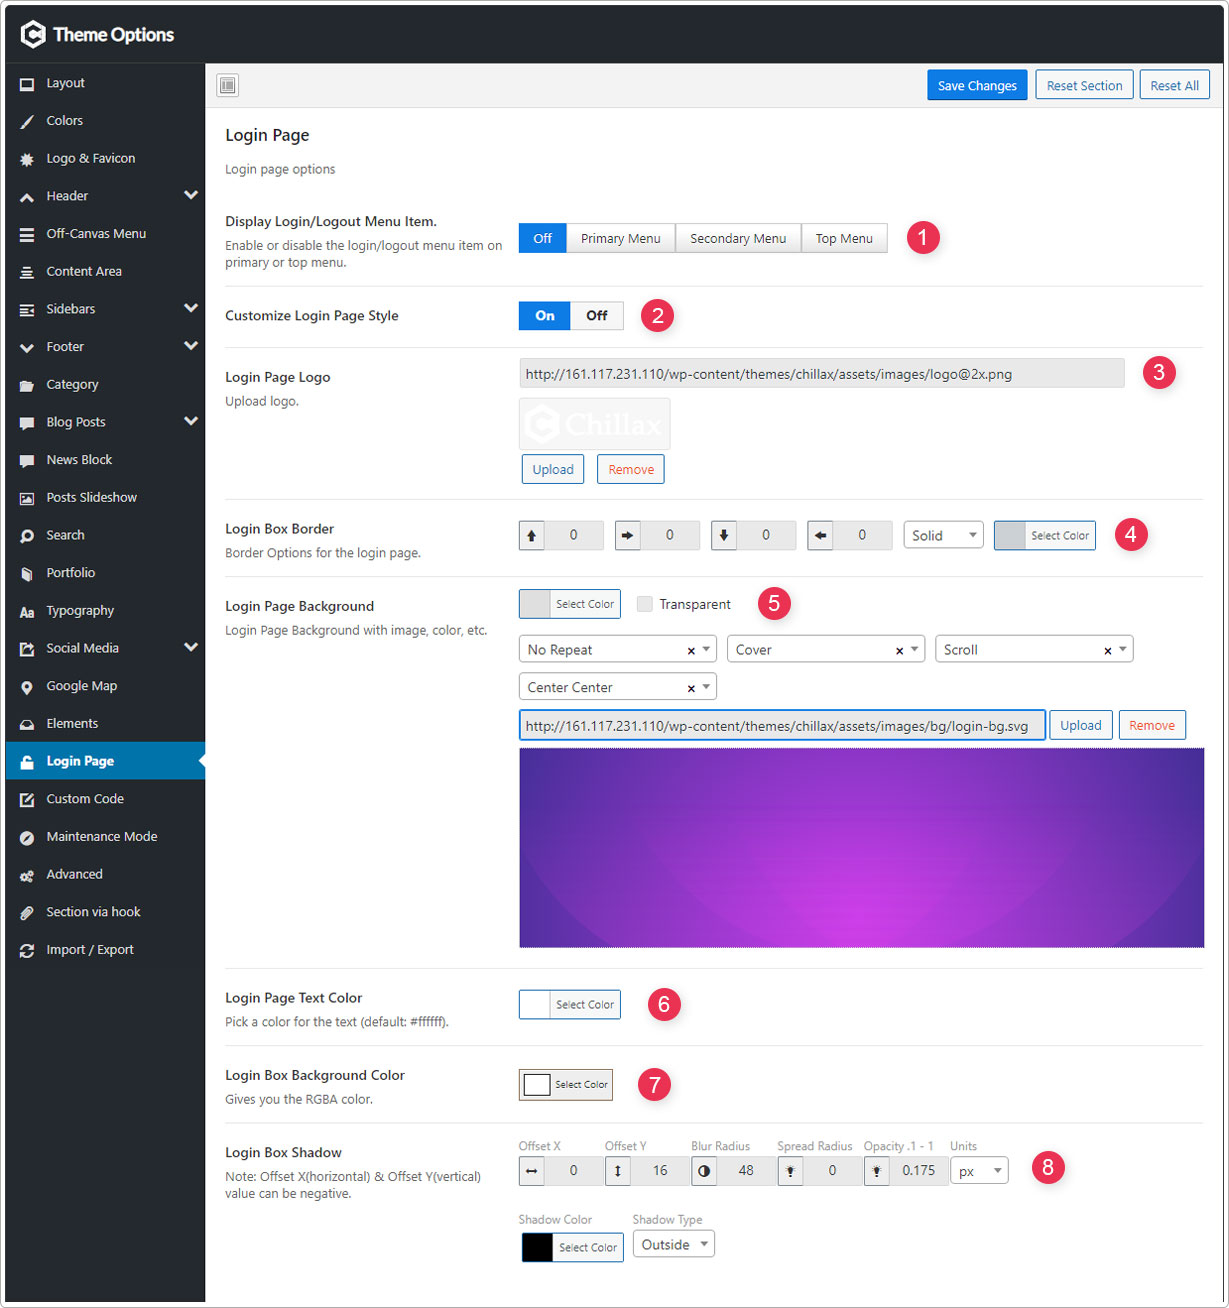 Theme Options
Layout
Colors
Logo & Favicon
Header
Off-Canvas Menu
Content Area
Sidebars
Footer
Category
Blog Posts
News Block
Posts Slideshow
Search
Portfolio
Aa Typography
Social Media
Google Map
Elements
Login Page
Custom Code
Maintenance Mode
Advanced
Section via hook
Import / Export
Save Changes Reset Section Reset All
Login Page
Login page options
Display Login/Logout Menu Item.
Enable or disable the login/logout menu item on
primary or top menu.
Off Primary Menu Secondary Menu Top Menu 1
Customize Login Page Style
On Off 2
Login Page Logo
Upload logo.
http://161.117.231.110/wp-content/themes/chillax/assets/images/logo@2x.png 3
Chillax
Upload Remove
Login Box Border
Border Options for the login page.
0 0 0 0 Solid Select Color 4
Login Page Background
Login Page Background with image, color, etc.
Select Color Transparent 5
No Repeat × Cover × Scroll ×
Center Center ×
http://161.117.231.110/wp-content/themes/chillax/assets/images/bg/login-bg.svg Upload Remove
Login Page Text Color
Pick a color for the text (default: #ffffff).
Select Color 6
Login Box Background Color
Gives you the RGBA color.
Select Color 7
Login Box Shadow
Note: Offset X(horizontal) & Offset Y(vertical)
value can be negative.
Offset X Offset Y Blur Radius Spread Radius Opacity .1 - 1 Units
0 16 48 0 0.175 px 8
Shadow Color Shadow Type
Select Color Outside